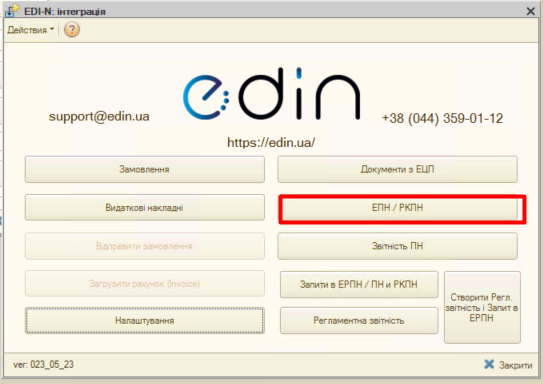 EDI-N: інтеграція
Действия
edin
support@edin.ua
+38 (044) 359-01-12
https://edin.ua/
Замовлення
Документи з ЕЦП
Видаткові накладні
ЕПН / РКПН
Відправити замовлення
Звітність ПН
Загрузити рахунок (Invoice)
Запити в ЕРПН / ПН и РКПН
Створити Регл.
звітність і Запит в
ЕРПН
Налаштування
Регламентна звітність
ver: 023_05_23
Закрити